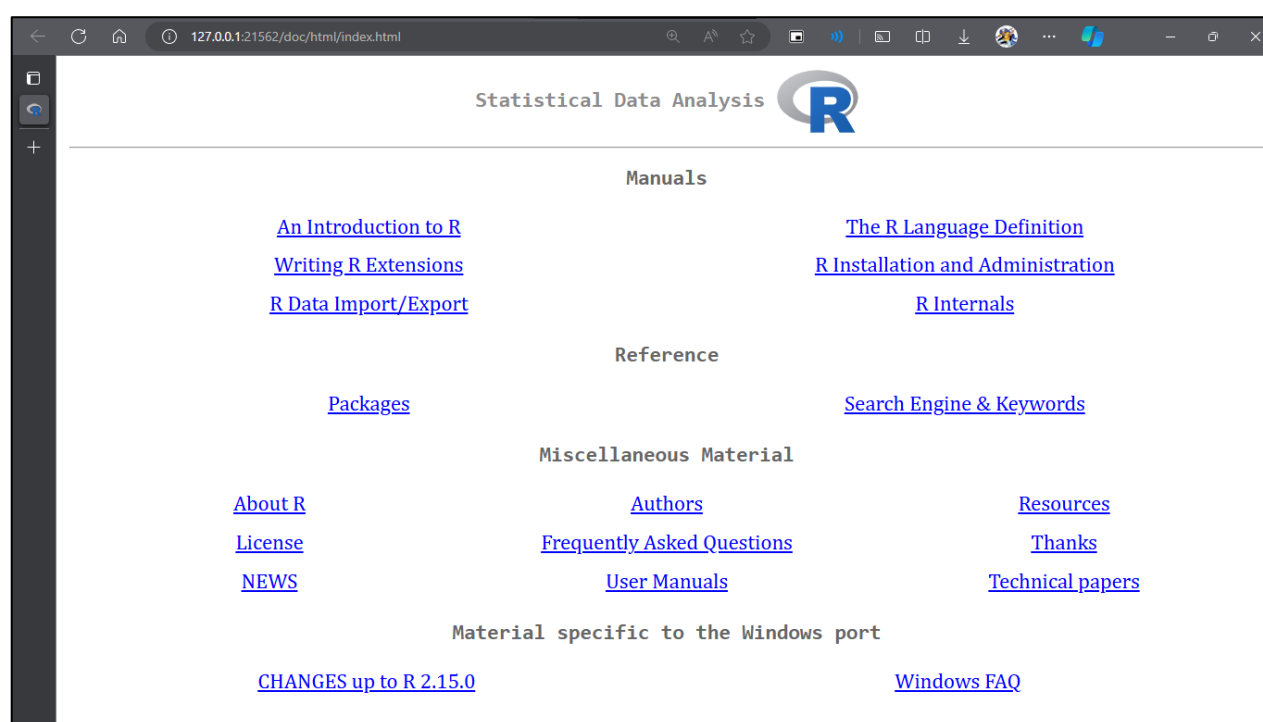 127.0.0.1:21562/doc/html/index.html
Statistical Data Analysis R
Manuals
An Introduction to R The R Language Definition
Writing R Extensions R Installation and Administration
R Data Import/Export R Internals
Reference
Packages Search Engine & Keywords
Miscellaneous Material
About R Authors Resources
License Frequently Asked Questions Thanks
NEWS User Manuals Technical papers
Material specific to the Windows port
CHANGES up to R 2.15.0 Windows FAQ